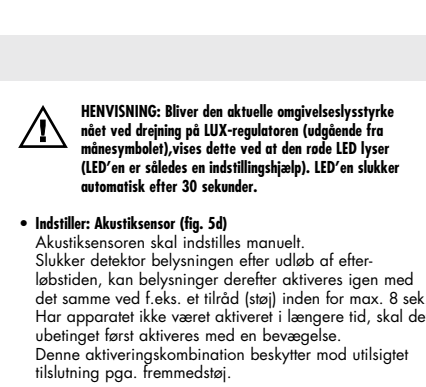 HENVISNING: Bliver den aktuelle omgivelseslysstyrke
nået ved drejning på LUX-regulatoren (udgående fra
månesymbolet),vises dette ved at den røde LED lyser
(LED'en er således en indstillingshjælp). LED'en slukker
automatisk efter 30 sekunder.
• Indstiller: Akustiksensor (fig. 5d)
Akustiksensoren skal indstilles manuelt.
Slukker detektor belysningen efter udløb af efter-
løbstiden, kan belysninger derefter aktiveres igen med
det samme ved f.eks. et tilråd (støj) inden for max. 8 sek
Har apparatet ikke været aktiveret i længere tid, skal de
ubetinget først aktiveres med en bevægelse.
Denne aktiveringskombination beskytter mod utilsigtet
tilslutning pga. fremmedstøj.